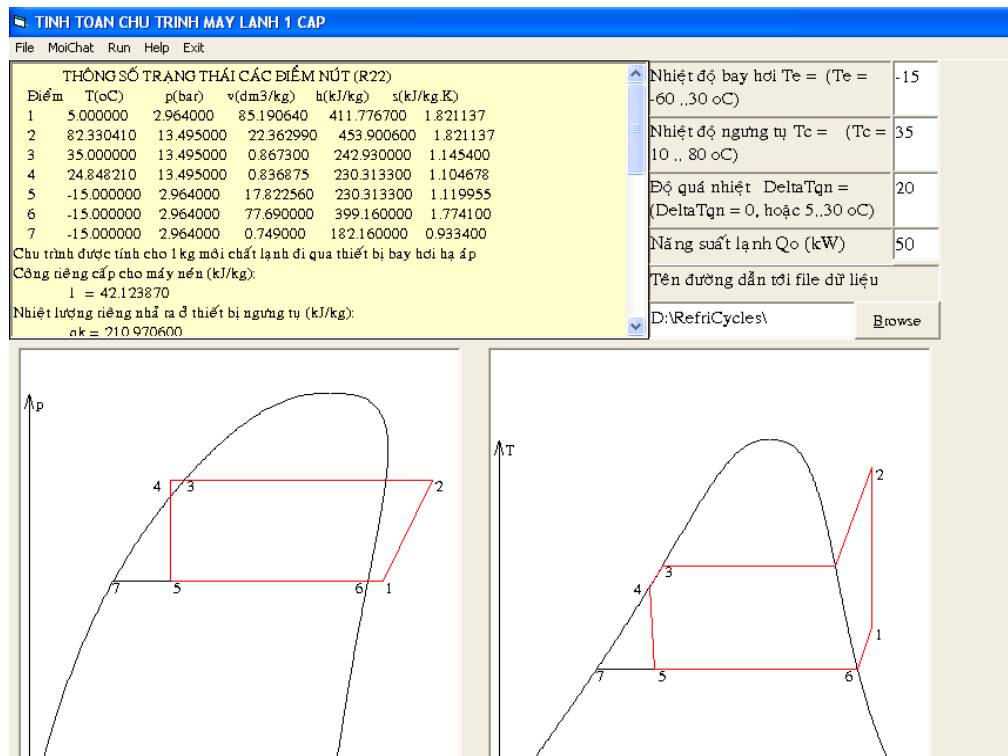 TINH TOAN CHU TRINH MAY LANH 1 CAP
File MoiChat Run Help Exit
THÔNG SỐ TRẠNG THÁI CÁC ĐIỂM NÚT (R22)
Điểm T(oC) p(bar) v(dm3/kg) h(kJ/kg) s(kJ/kg.K)
1 5.000000 2.964000 85.190640 411.776700 1.821137
2 82.330410 13.495000 22.362990 453.900600 1.821137
3 35.000000 13.495000 0.867300 242.930000 1.145400
4 24.848210 13.495000 0.836875 230.313300 1.104678
5 -15.000000 2.964000 17.822560 230.313300 1.119955
6 -15.000000 2.964000 77.690000 399.160000 1.774100
7 -15.000000 2.964000 0.749000 182.160000 0.933400
Chu trình được tính cho 1 kg môi chất lạnh đi qua thiết bị bay hơi hạ áp
Công riêng cấp cho máy nén (kJ/kg):
l = 42.123870
Nhiệt lượng riêng nhả ra ở thiết bị ngưng tụ (kJ/kg):
qk = 210.970600
Nhiệt độ bay hơi Te = (Te = -15
-60 ..30 oC)
Nhiệt độ ngưng tụ Tc = (Tc = 35
10 .. 80 oC)
Độ quá nhiệt DeltaTqn = 20
(DeltaTqn = 0, hoặc 5..30 oC)
Năng suất lạnh Qo (kW) 50
Tên đường dẫn tới file dữ liệu
D:\RefriCycles\ Browse
p
4 3 2
7 5 6 1
T
2
3
4
1
7 5 6